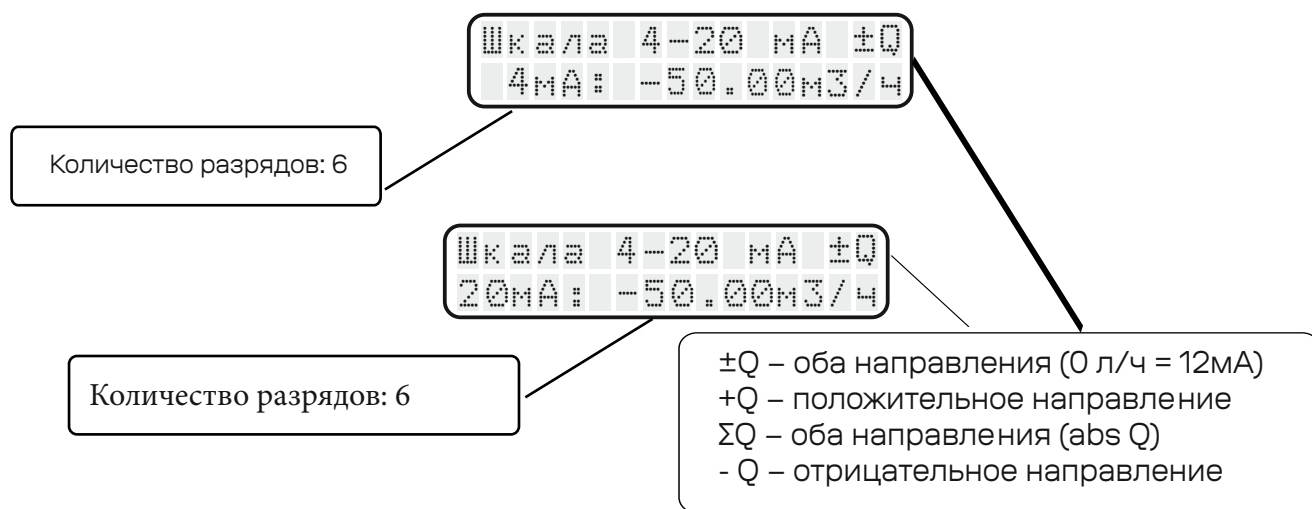 Шкала 4-20 мА ±Q
4мА: -50.00м3/ч
Количество разрядов: 6
Шкала 4-20 мА ±Q
20мА: -50.00м3/ч
Количество разрядов: 6
±Q – оба направления (0 л/ч = 12мА)
+Q – положительное направление
ΣQ – оба направления (abs Q)
- Q – отрицательное направление